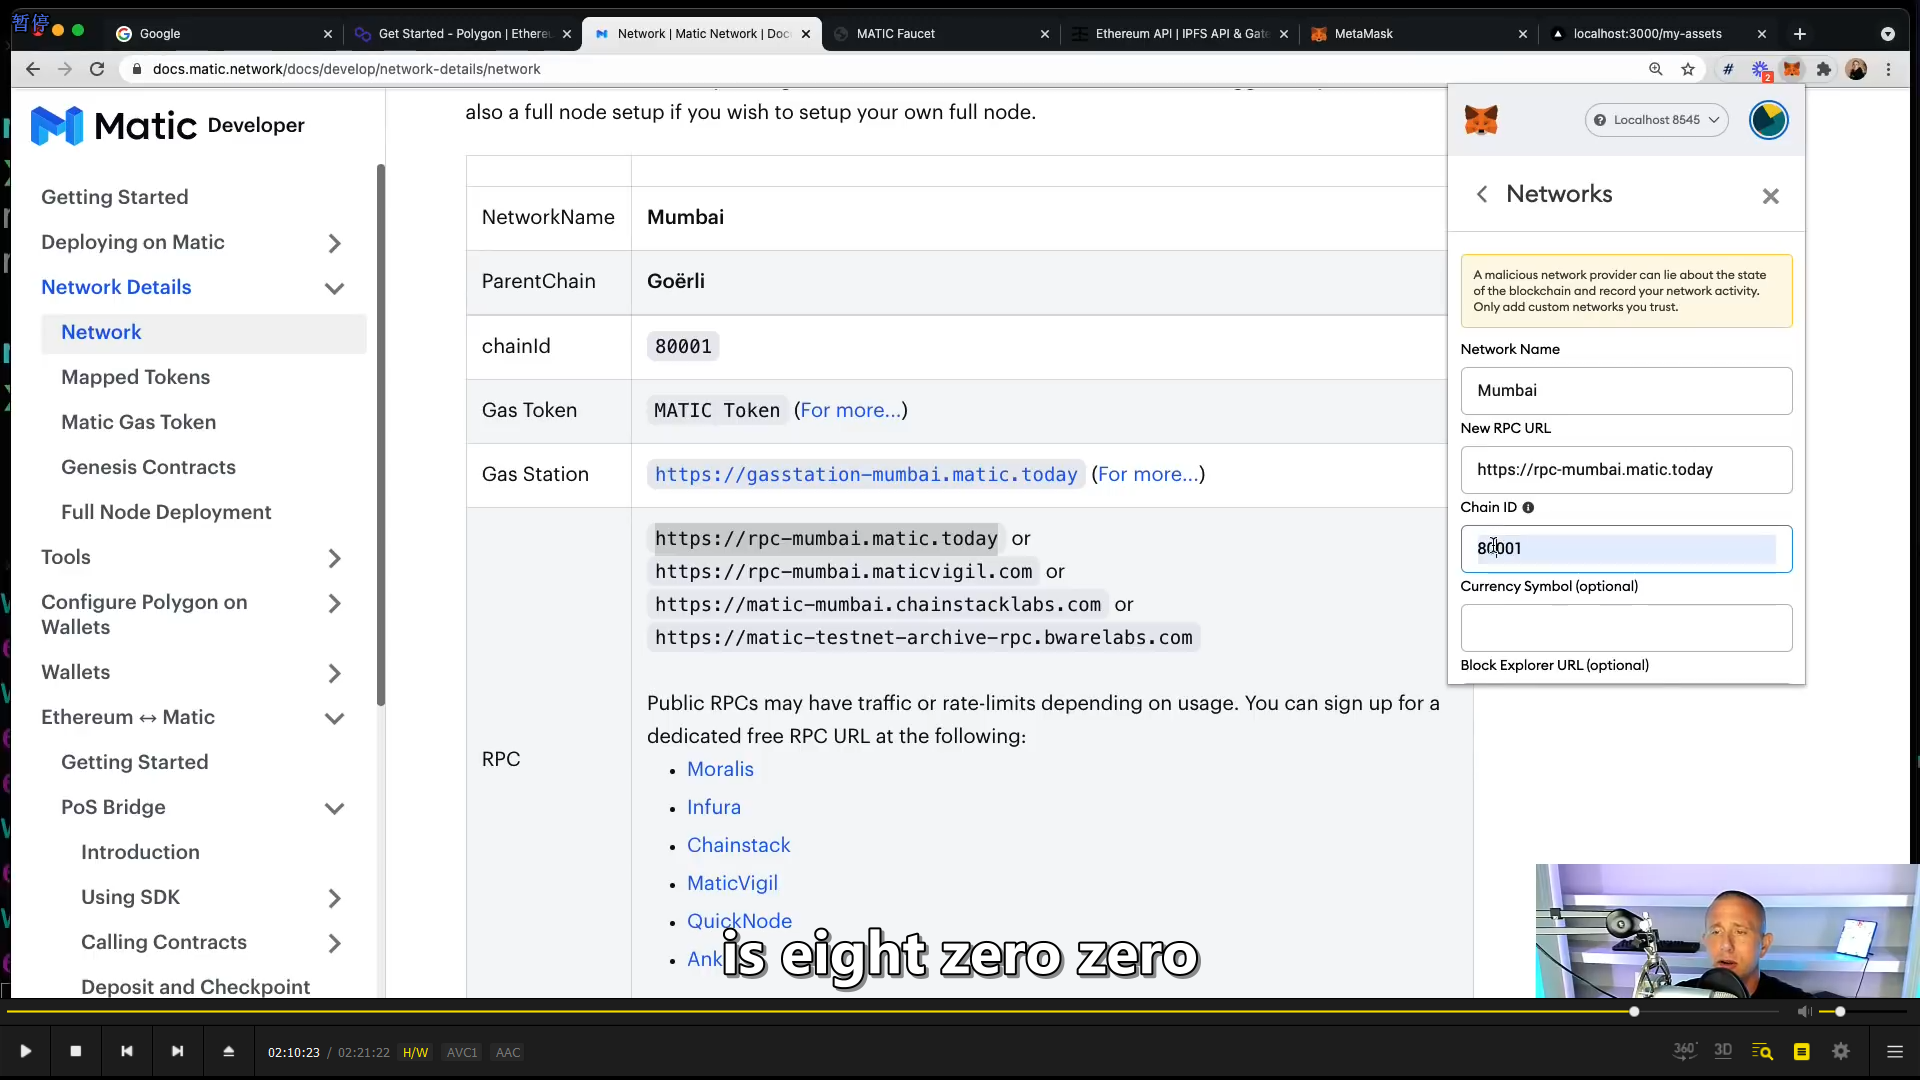 暂停
Google
Get Started - Polygon | Ethereu
Network | Matic Network | Doc
MATIC Faucet
Ethereum API | IPFS API & Gate
MetaMask
localhost:3000/my-assets
docs.matic.network/docs/develop/network-details/network
2
Matic Developer
Getting Started
Deploying on Matic
Network Details
Network
Mapped Tokens
Matic Gas Token
Genesis Contracts
Full Node Deployment
Tools
Configure Polygon on
Wallets
Wallets
Ethereum ↔ Matic
Getting Started
PoS Bridge
Introduction
Using SDK
Calling Contracts
Deposit and Checkpoint
also a full node setup if you wish to setup your own full node.
NetworkName
Mumbai
ParentChain
Goërli
chainId
80001
Gas Token
MATIC Token (For more...)
Gas Station
https://gasstation-mumbai.matic.today (For more...)
RPC
https://rpc-mumbai.matic.today or
https://rpc-mumbai.maticvigil.com or
https://matic-mumbai.chainstacklabs.com or
https://matic-testnet-archive-rpc.bwarelabs.com
Public RPCs may have traffic or rate-limits depending on usage. You can sign up for a
dedicated free RPC URL at the following:
Moralis
Infura
Chainstack
MaticVigil
QuickNode
Ank
Localhost 8545
Networks
A malicious network provider can lie about the state
of the blockchain and record your network activity.
Only add custom networks you trust.
Network Name
Mumbai
New RPC URL
https://rpc-mumbai.matic.today
Chain ID
80001
Currency Symbol (optional)
Block Explorer URL (optional)
is eight zero zero
02:10:23 / 02:21:22 H/W AVC1 AAC
360° 3D